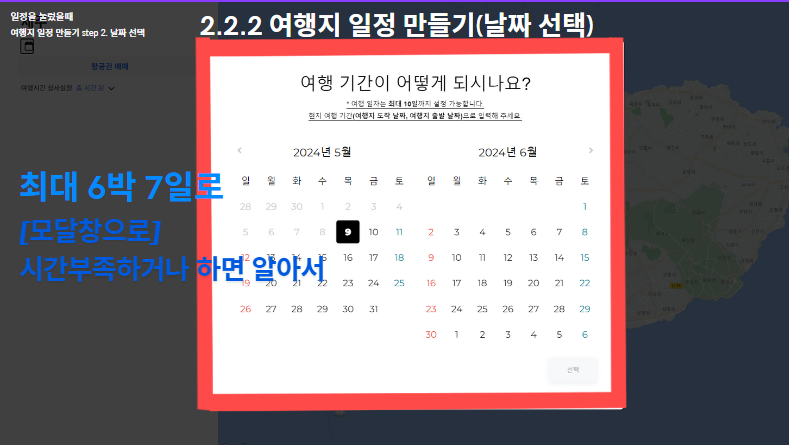 일정을 눌렀을때
여행지 일정 만들기 step 2. 날짜 선택
2.2.2 여행지 일정 만들기(날짜 선택)
항공권 예매
여행시간 상세설정 총 시간 0
여행 기간이 어떻게 되시나요?
* 여행 일자는 최대 10일까지 설정 가능합니다.
현지 여행 기간(여행지 도착 날짜, 여행지 출발 날짜)으로 입력해 주세요.
2024년 5월
일 월 화 수 목 금 토
28 29 30 1 2 3 4
5 6 7 8 9 10 11
12 13 14 15 16 17 18
19 20 21 22 23 24 25
26 27 28 29 30 31
2024년 6월
일 월 화 수 목 금 토
1
2 3 4 5 6 7 8
9 10 11 12 13 14 15
16 17 18 19 20 21 22
23 24 25 26 27 28 29
30 1 2 3 4 5 6
선택
최대 6박 7일로
[모달창으로]
시간부족하거나 하면 알아서